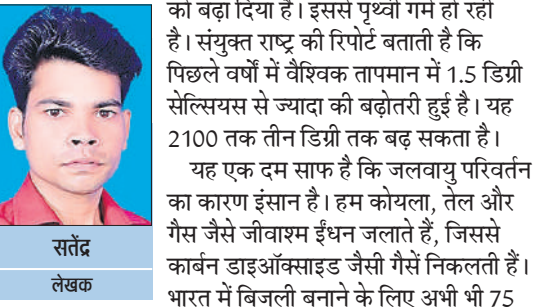 को बढ़ा दिया है। इससे पृथ्वी गर्म हो रही
है। संयुक्त राष्ट्र की रिपोर्ट बताती है कि
पिछले वर्षों में वैश्विक तापमान में 1.5 डिग्री
सेल्सियस से ज्यादा की बढ़ोतरी हुई है। यह
2100 तक तीन डिग्री तक बढ़ सकता है।
यह एक दम साफ है कि जलवायु परिवर्तन
का कारण इंसान है। हम कोयला, तेल और
गैस जैसे जीवाश्म ईंधन जलाते हैं, जिससे
कार्बन डाइऑक्साइड जैसी गैसें निकलती हैं।
भारत में बिजली बनाने के लिए अभी भी 75
सतेंद्र
लेखक